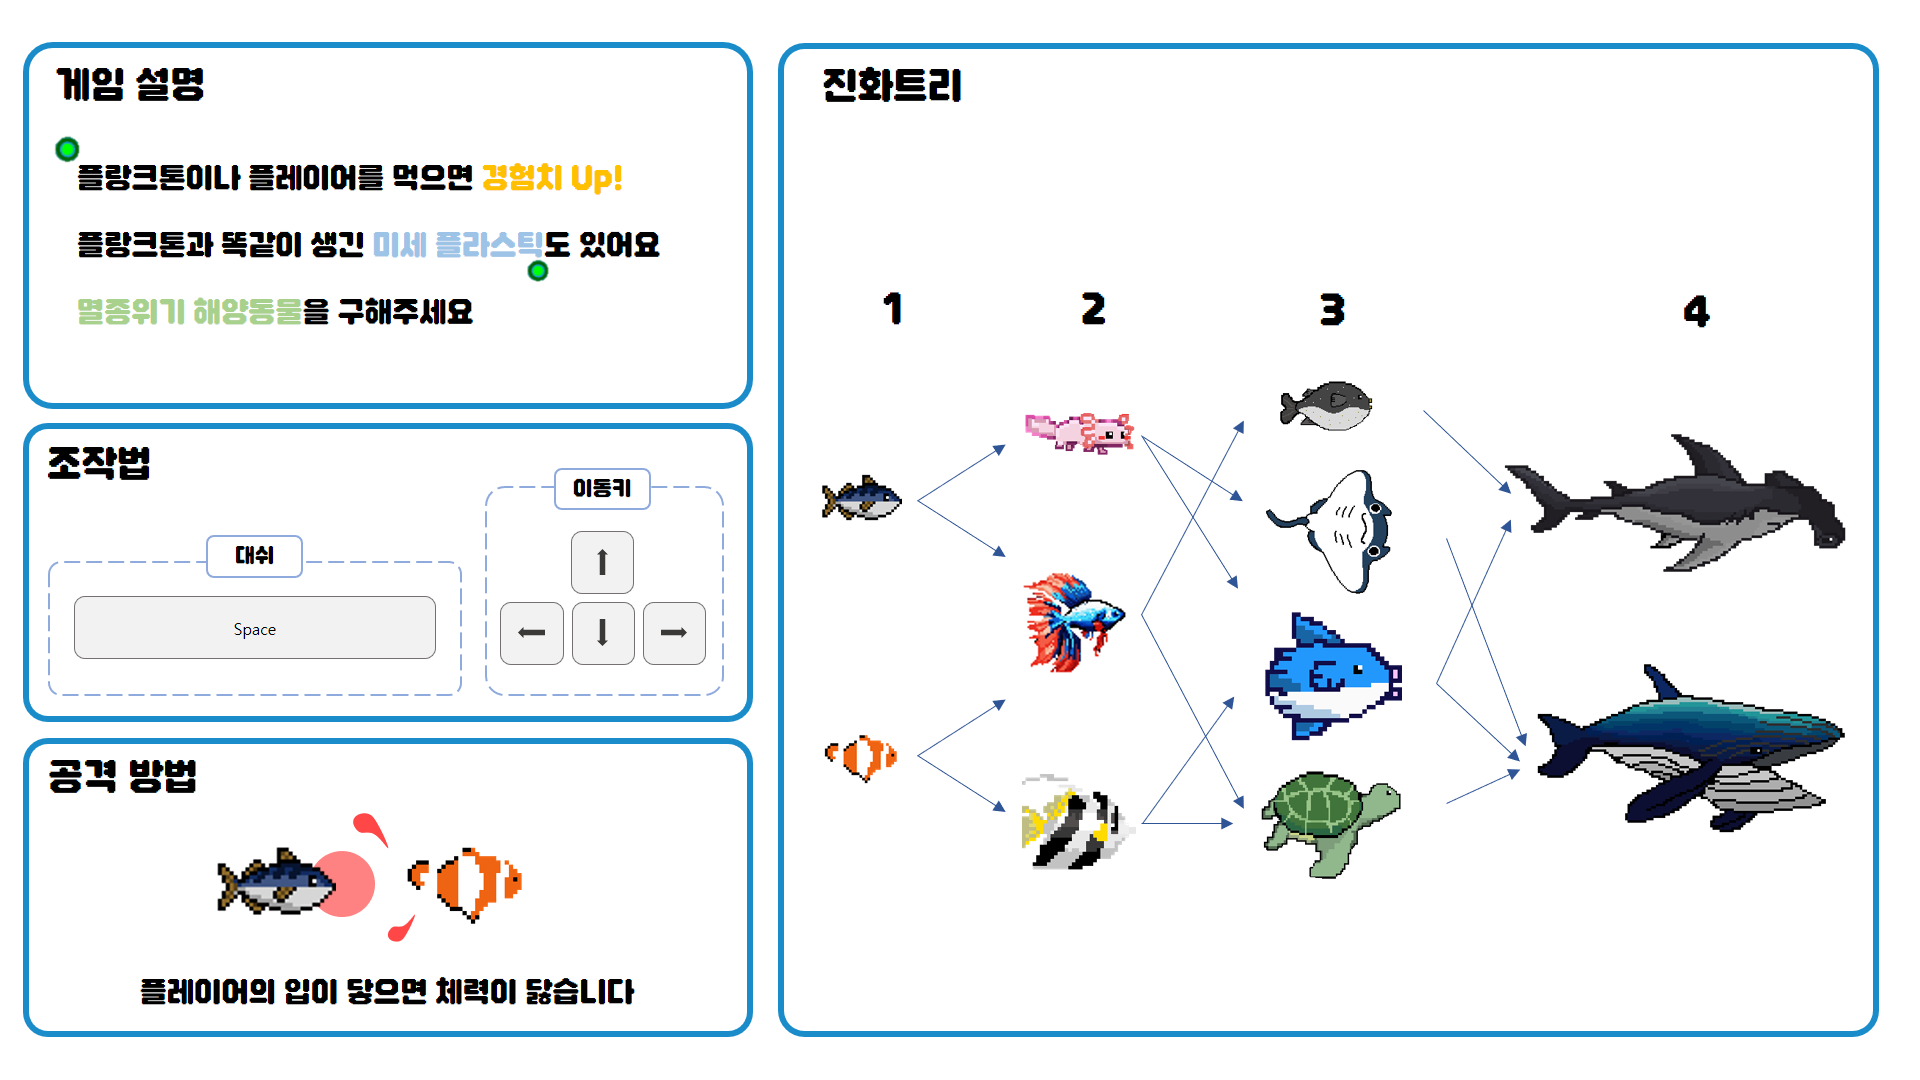 게임 설명
플랑크톤이나 플레이어를 먹으면 경험치 Up!
플랑크톤과 똑같이 생긴 미세 플라스틱도 있어요
멸종위기 해양동물을 구해주세요
조작법
대쉬
Space
이동키
공격 방법
플레이어의 입이 닿으면 체력이 닳습니다
진화트리
1 2 3 4